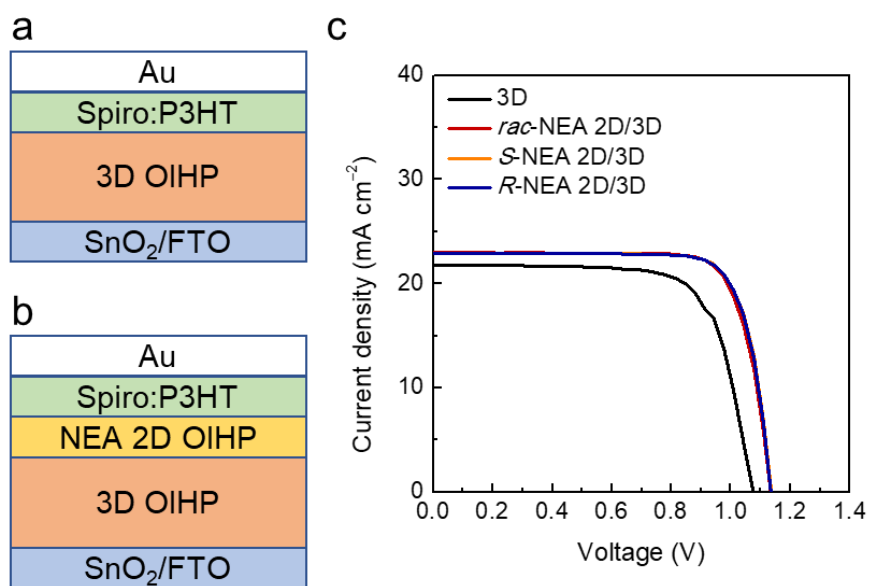 a
Au
Spiro:P3HT
3D OIHP
SnO₂/FTO
b
Au
Spiro:P3HT
NEA 2D OIHP
3D OIHP
SnO₂/FTO
c
Current density (mA cm⁻²)
40
30
20
10
0
3D
rac-NEA 2D/3D
S-NEA 2D/3D
R-NEA 2D/3D
0.0 0.2 0.4 0.6 0.8 1.0 1.2 1.4
Voltage (V)